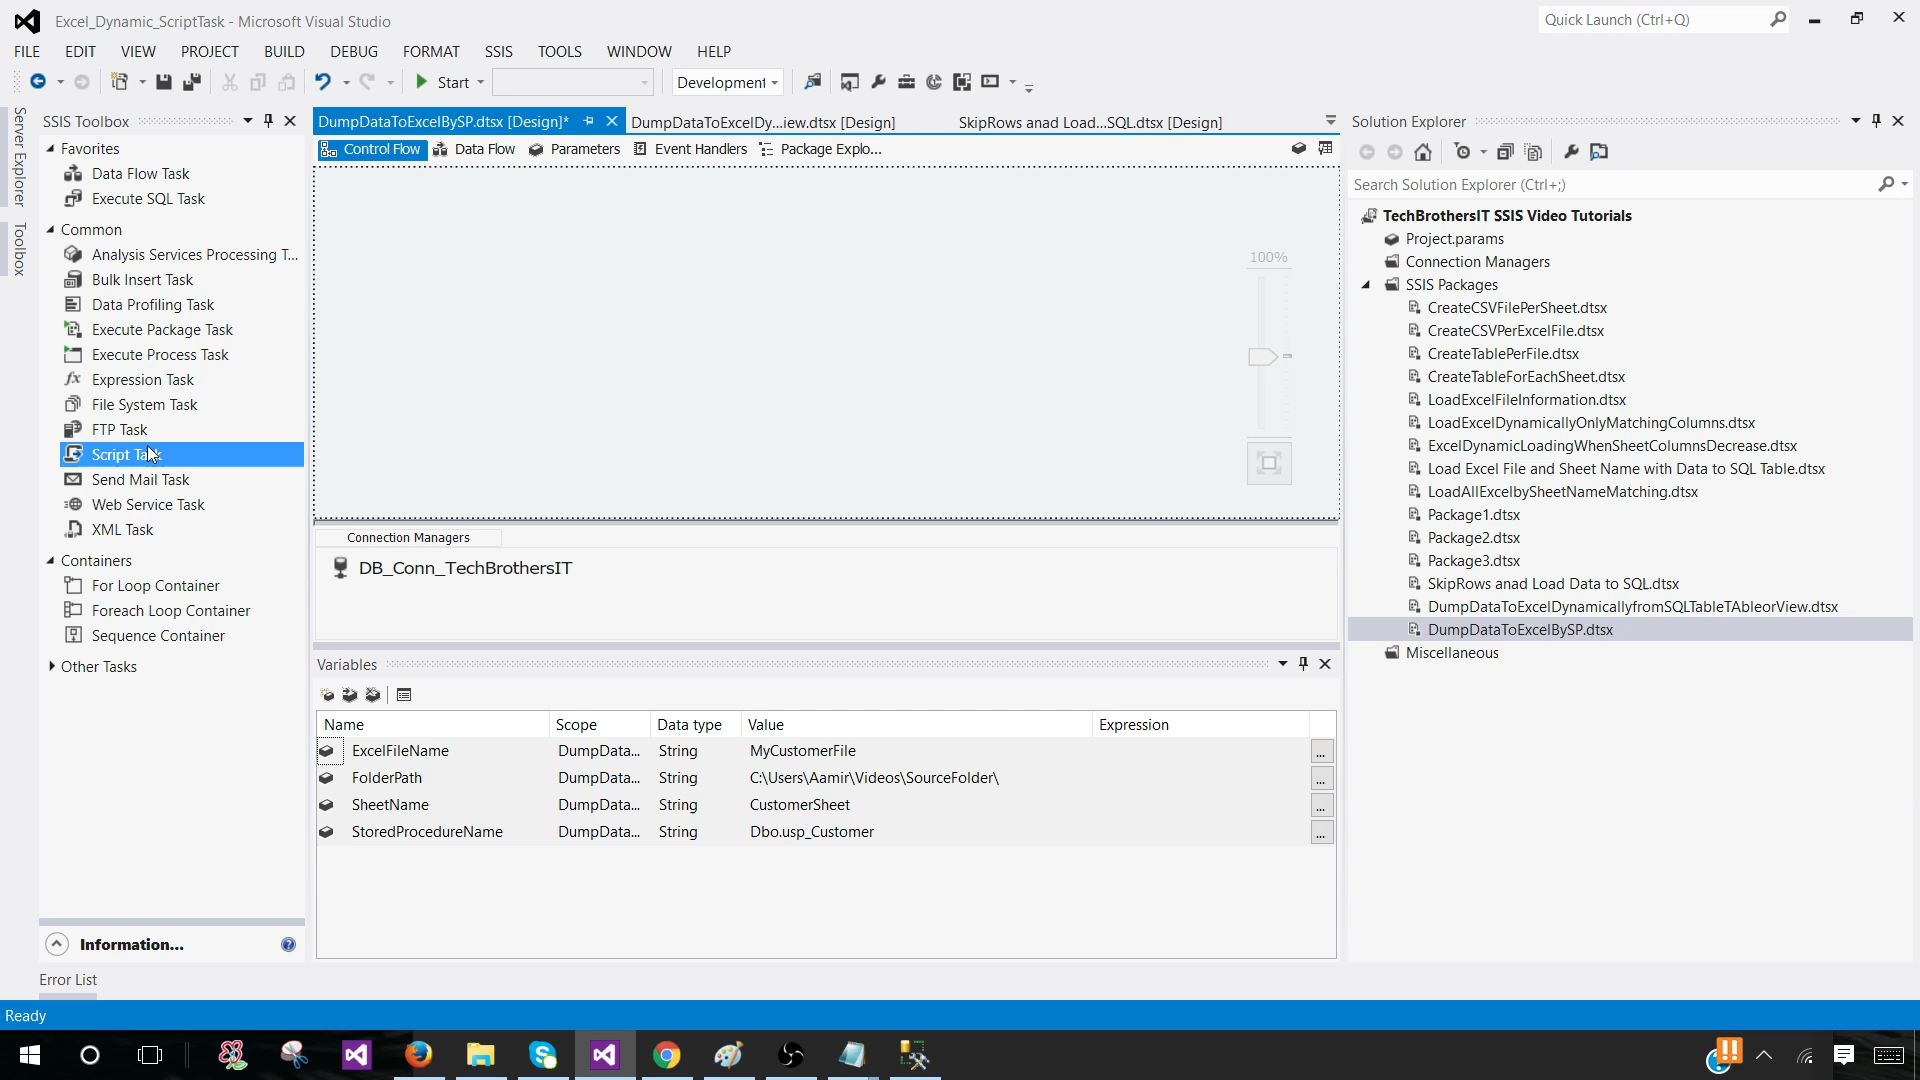 Excel_Dynamic_ScriptTask - Microsoft Visual Studio
Quick Launch (Ctrl+Q)
FILE EDIT VIEW PROJECT BUILD DEBUG FORMAT SSIS TOOLS WINDOW HELP
Start
Development
Server Explorer
Toolbox
SSIS Toolbox
Favorites
Data Flow Task
Execute SQL Task
Common
Analysis Services Processing T...
Bulk Insert Task
Data Profiling Task
Execute Package Task
Execute Process Task
Expression Task
File System Task
FTP Task
Script Task
Send Mail Task
Web Service Task
XML Task
Containers
For Loop Container
Foreach Loop Container
Sequence Container
Other Tasks
Information...
Error List
Ready
DumpDataToExcelBySP.dtsx [Design]*
DumpDataToExcelDy...iew.dtsx [Design]
SkipRows anad Load...SQL.dtsx [Design]
Control Flow
Data Flow
Parameters
Event Handlers
Package Explo...
100%
Connection Managers
DB_Conn_TechBrothersIT
Variables
Name Scope Data type Value Expression
ExcelFileName DumpData... String MyCustomerFile ...
FolderPath DumpData... String C:\Users\Aamir\Videos\SourceFolder\ ...
SheetName DumpData... String CustomerSheet ...
StoredProcedureName DumpData... String Dbo.usp_Customer ...
Solution Explorer
Search Solution Explorer (Ctrl+;)
TechBrothersIT SSIS Video Tutorials
Project.params
Connection Managers
SSIS Packages
CreateCSVFilePerSheet.dtsx
CreateCSVPerExcelFile.dtsx
CreateTablePerFile.dtsx
CreateTableForEachSheet.dtsx
LoadExcelFileInformation.dtsx
LoadExcelDynamicallyOnlyMatchingColumns.dtsx
ExcelDynamicLoadingWhenSheetColumnsDecrease.dtsx
Load Excel File and Sheet Name with Data to SQL Table.dtsx
LoadAllExcelbySheetNameMatching.dtsx
Package1.dtsx
Package2.dtsx
Package3.dtsx
SkipRows anad Load Data to SQL.dtsx
DumpDataToExcelDynamicallyfromSQLTableTAbleorView.dtsx
DumpDataToExcelBySP.dtsx
Miscellaneous